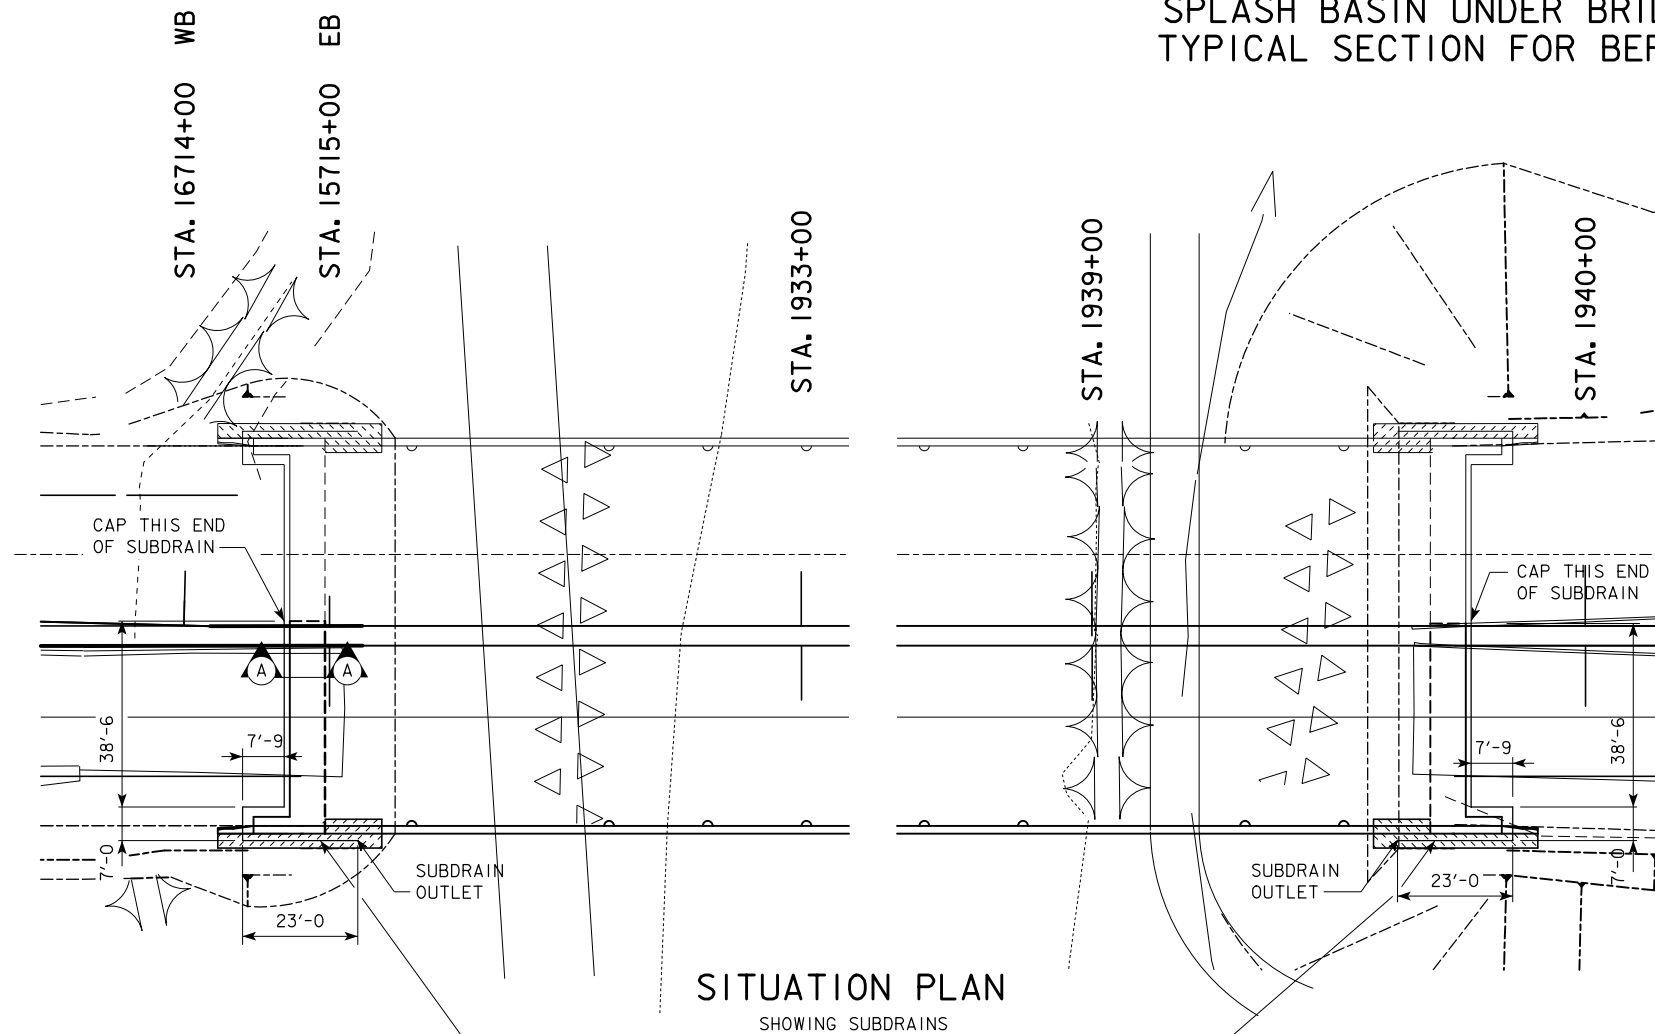 SPLASH BASIN UNDER
TYPICAL SECTION FOR
STA. 16714+00 WB
STA. 15715+00 EB
STA. 1933+00
STA. 1939+00
STA. 1940+00
CAP THIS END
OF SUBDRAIN
CAP THIS END
OF SUBDRAIN
A
A
38'-6
7'-9
7'-0
SUBDRAIN
OUTLET
23'-0
7'-9
38'-6
7'-0
SUBDRAIN
OUTLET
23'-0
SITUATION PLAN
SHOWING SUBDRAINS